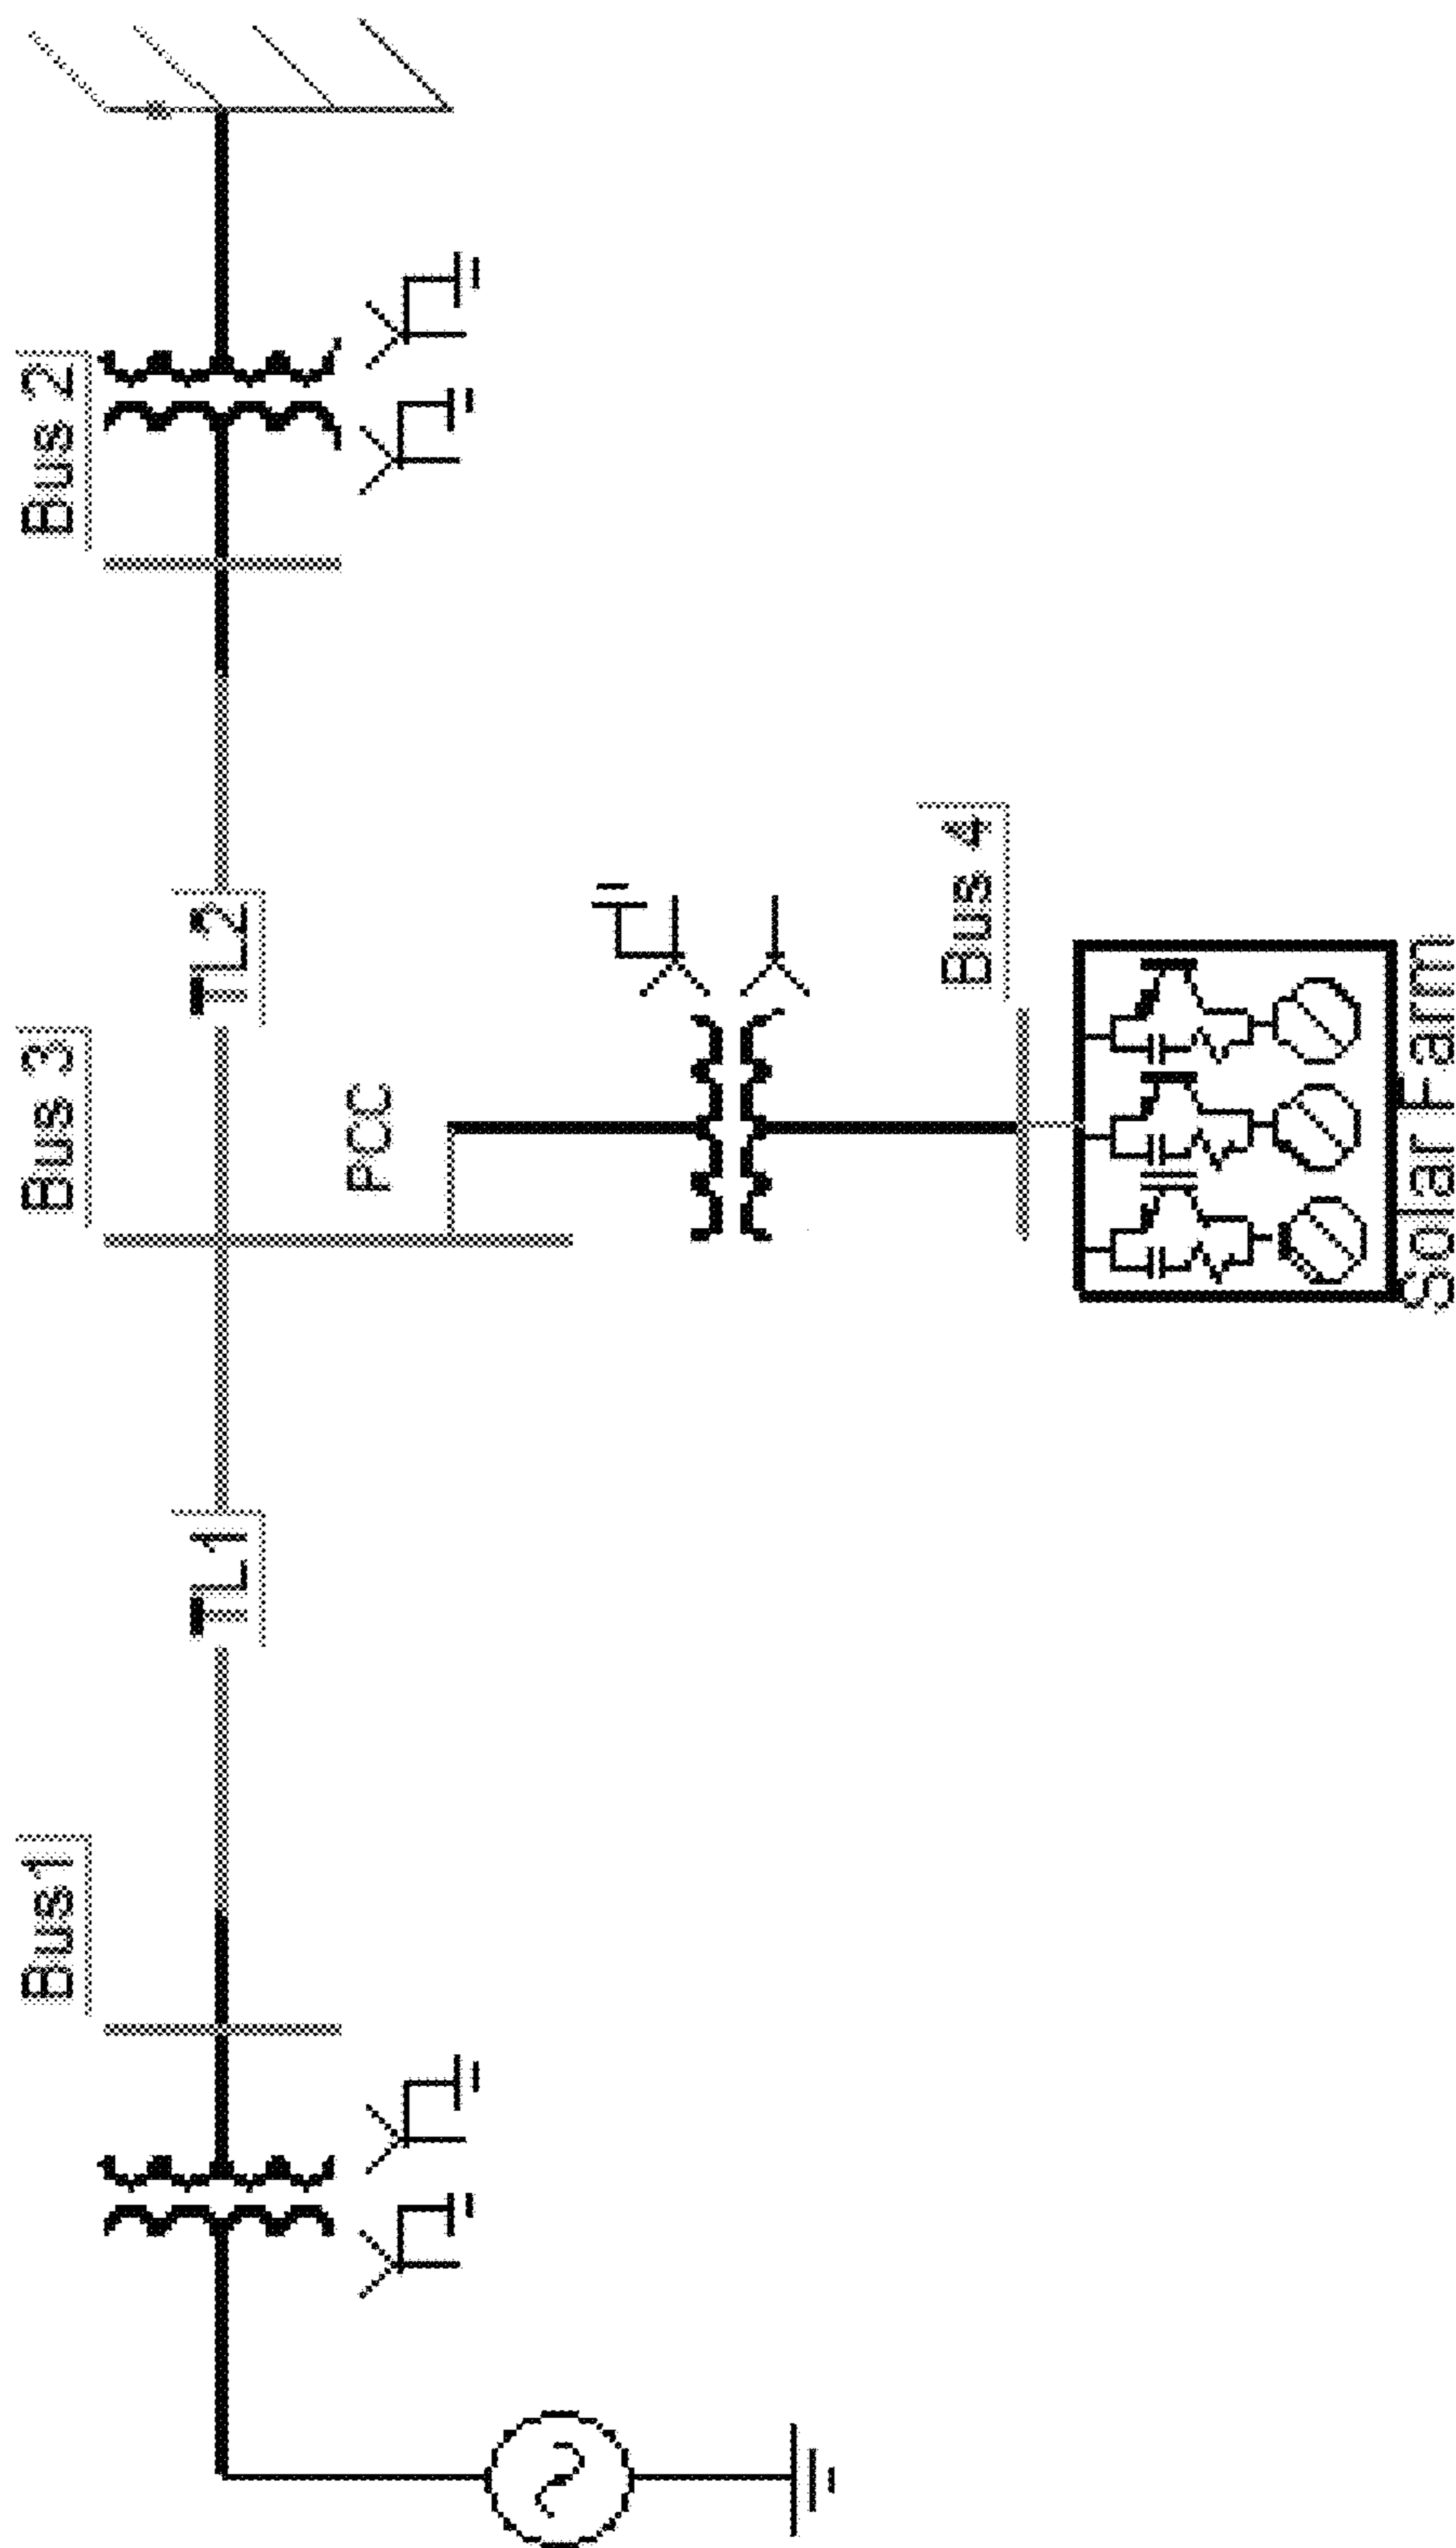 Bus1
TL1
Bus 3
TL2
Bus 2
PCC
Bus 4
Solar Farm